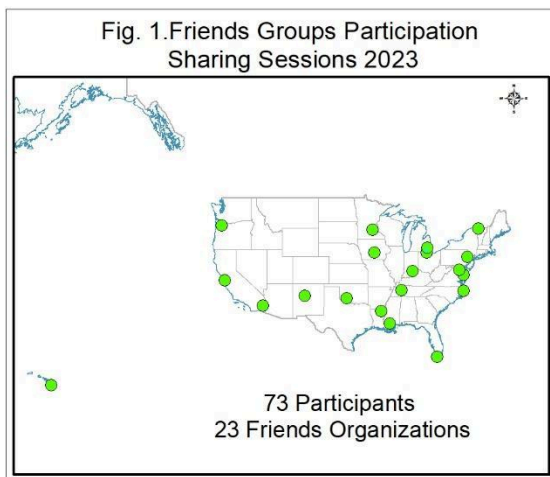 Fig. 1.Friends Groups Participation
Sharing Sessions 2023
73 Participants
23 Friends Organizations